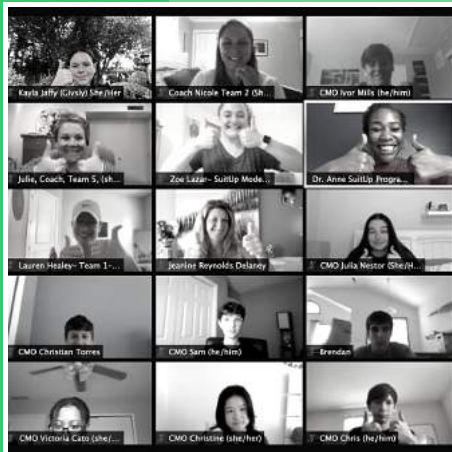 Kayla Jaffy (Givsly) She/Her
Coach Nicole Team 2 (Sh...
CMO Ivor Mills (he/him)
Julie, Coach, Team 5, (sh...
Zoe Lazar- SuitUp Mode...
Dr. Anne SuitUp Progra...
Lauren Healey- Team 1-...
Jeanine Reynolds Delaney
CMO Julia Nestor (She/H...
CMO Christian Torres
CMO Sam (he/him)
Brendan
CMO Victoria Cato (she/...
CMO Christine (she/her)
CMO Chris (he/him)